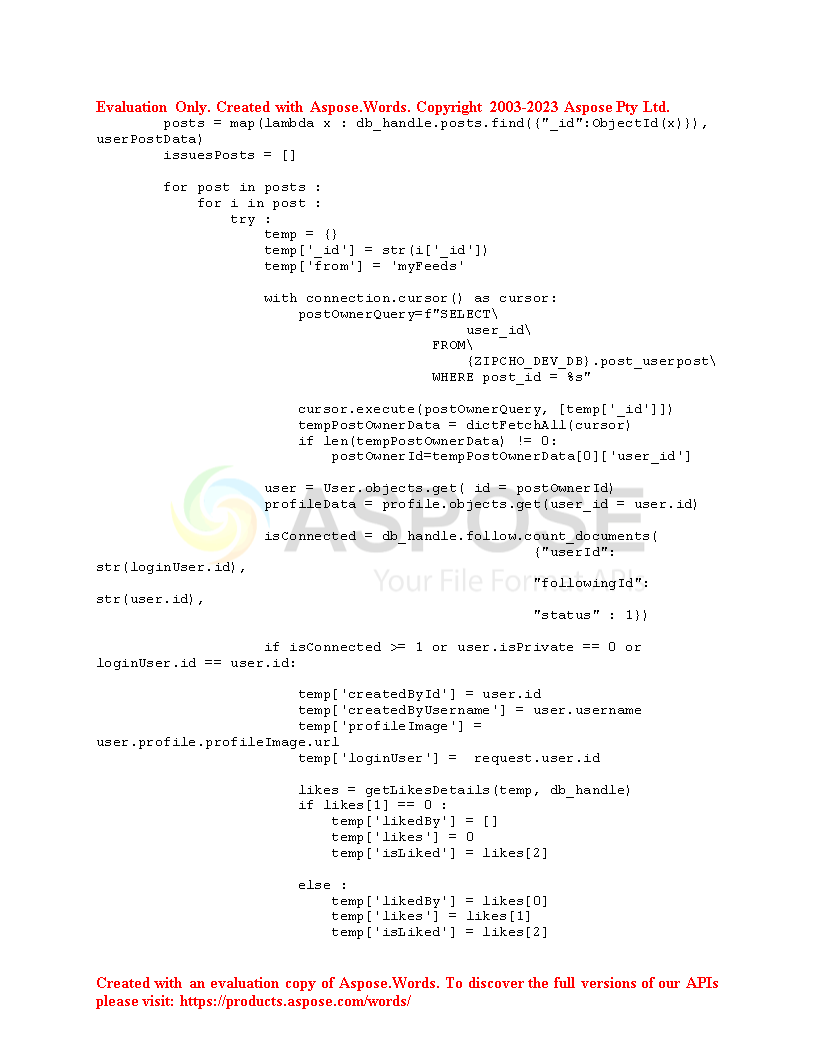 Evaluation Only. Created with Aspose.Words. Copyright 2003-2023 Aspose Pty Ltd.
        posts = map(lambda x : db_handle.posts.find({"_id":ObjectId(x)}),
userPostData)
        issuesPosts = []

        for post in posts :
            for i in post :
                try :
                    temp = {}
                    temp['_id'] = str(i['_id'])
                    temp['from'] = 'myFeeds'

                    with connection.cursor() as cursor:
                        postOwnerQuery=f"SELECT\
                                            user_id\
                                        FROM\
                                            {ZIPCHO_DEV_DB}.post_userpost\
                                        WHERE post_id = %s"

                        cursor.execute(postOwnerQuery, [temp['_id']])
                        tempPostOwnerData = dictFetchAll(cursor)
                        if len(tempPostOwnerData) != 0:
                            postOwnerId=tempPostOwnerData[0]['user_id']

                    user = User.objects.get( id = postOwnerId)
                    profileData = profile.objects.get(user_id = user.id)

                    isConnected = db_handle.follow.count_documents(
                                                    {"userId":
str(loginUser.id),
                                                    "followingId":
str(user.id),
                                                    "status" : 1})

                    if isConnected >= 1 or user.isPrivate == 0 or
loginUser.id == user.id:

                        temp['createdById'] = user.id
                        temp['createdByUsername'] = user.username
                        temp['profileImage'] =
user.profile.profileImage.url
                        temp['loginUser'] =  request.user.id

                        likes = getLikesDetails(temp, db_handle)
                        if likes[1] == 0 :
                            temp['likedBy'] = []
                            temp['likes'] = 0
                            temp['isLiked'] = likes[2]

                        else :
                            temp['likedBy'] = likes[0]
                            temp['likes'] = likes[1]
                            temp['isLiked'] = likes[2]

ASPOSE
Your File Format APIs
Created with an evaluation copy of Aspose.Words. To discover the full versions of our APIs
please visit: https://products.aspose.com/words/